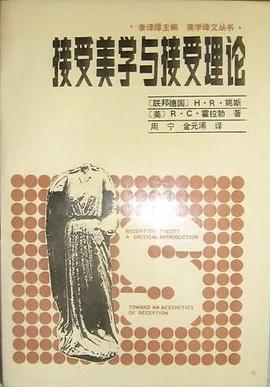 ·李泽厚主编 美学译文丛书·
接受美学与接受理论
〔联邦德国〕H·R·姚斯
〔美〕R·C·霍拉勃 著
周宁 金元浦 译
RECEPTION THEORY
A CRITICAL INTRODUCTION
TOWARD AN AESTHETICS
OF RECEPTION